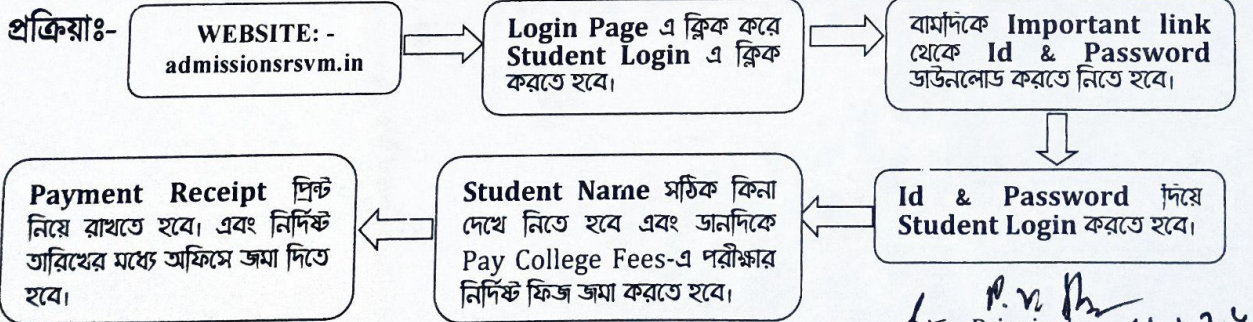 প্রক্রিয়াঃ-
WEBSITE: -
admissionsrsvm.in
Login Page এ ক্লিক করে
Student Login এ ক্লিক
করতে হবে।
বামদিকে Important link
থেকে Id & Password
ডাউনলোড করতে নিতে হবে।
Id & Password দিয়ে
Student Login করতে হবে।
Student Name সঠিক কিনা
দেখে নিতে হবে এবং ডানদিকে
Pay College Fees-এ পরীক্ষার
নির্দিষ্ট ফিজ জমা করতে হবে।
Payment Receipt প্রিন্ট
নিয়ে রাখতে হবে। এবং নির্দিষ্ট
তারিখের মধ্যে অফিসে জমা দিতে
হবে।